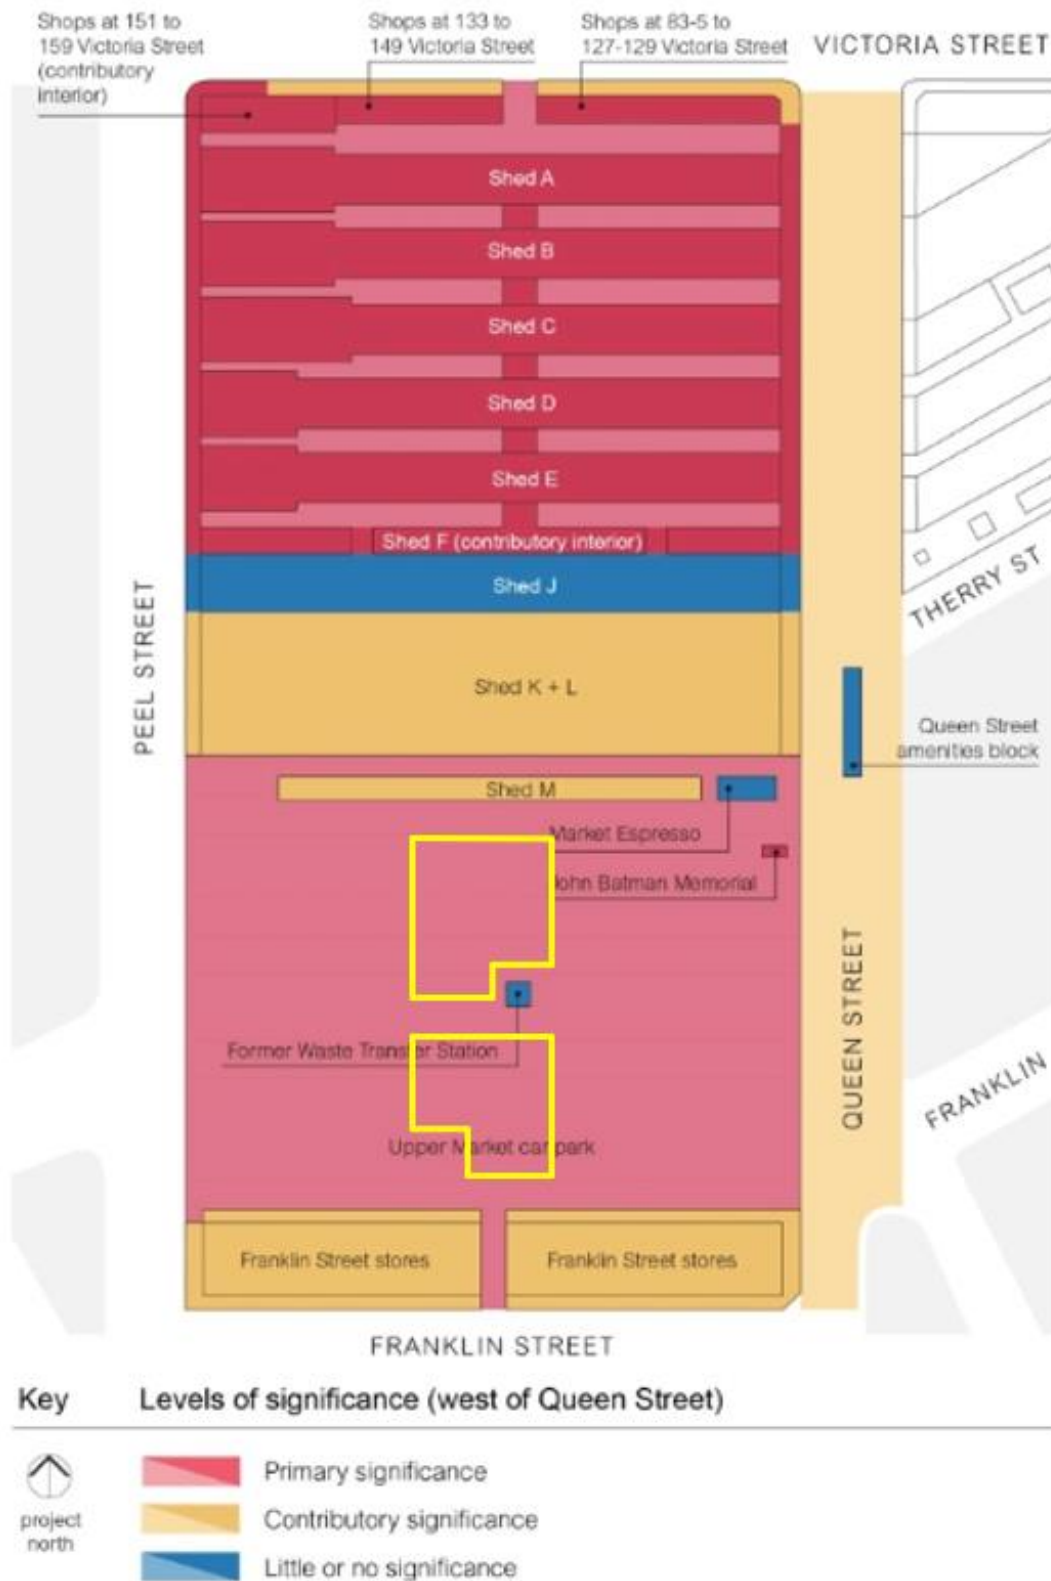 Shops at 151 to
159 Victoria Street
(contributory
interior)
Shops at 133 to
149 Victoria Street
Shops at 83-5 to
127-129 Victoria Street
VICTORIA STREET
Shed A
Shed B
Shed C
Shed D
Shed E
Shed F (contributory interior)
Shed J
THERRY ST
PEEL STREET
Shed K + L
Queen Street
amenities block
Shed M
Market Espresso
John Batman Memorial
QUEEN STREET
Former Waste Transfer Station
FRANKLIN
Upper Market car park
Franklin Street stores
Franklin Street stores
FRANKLIN STREET
Key
Levels of significance (west of Queen Street)
project
north
Primary significance
Contributory significance
Little or no significance